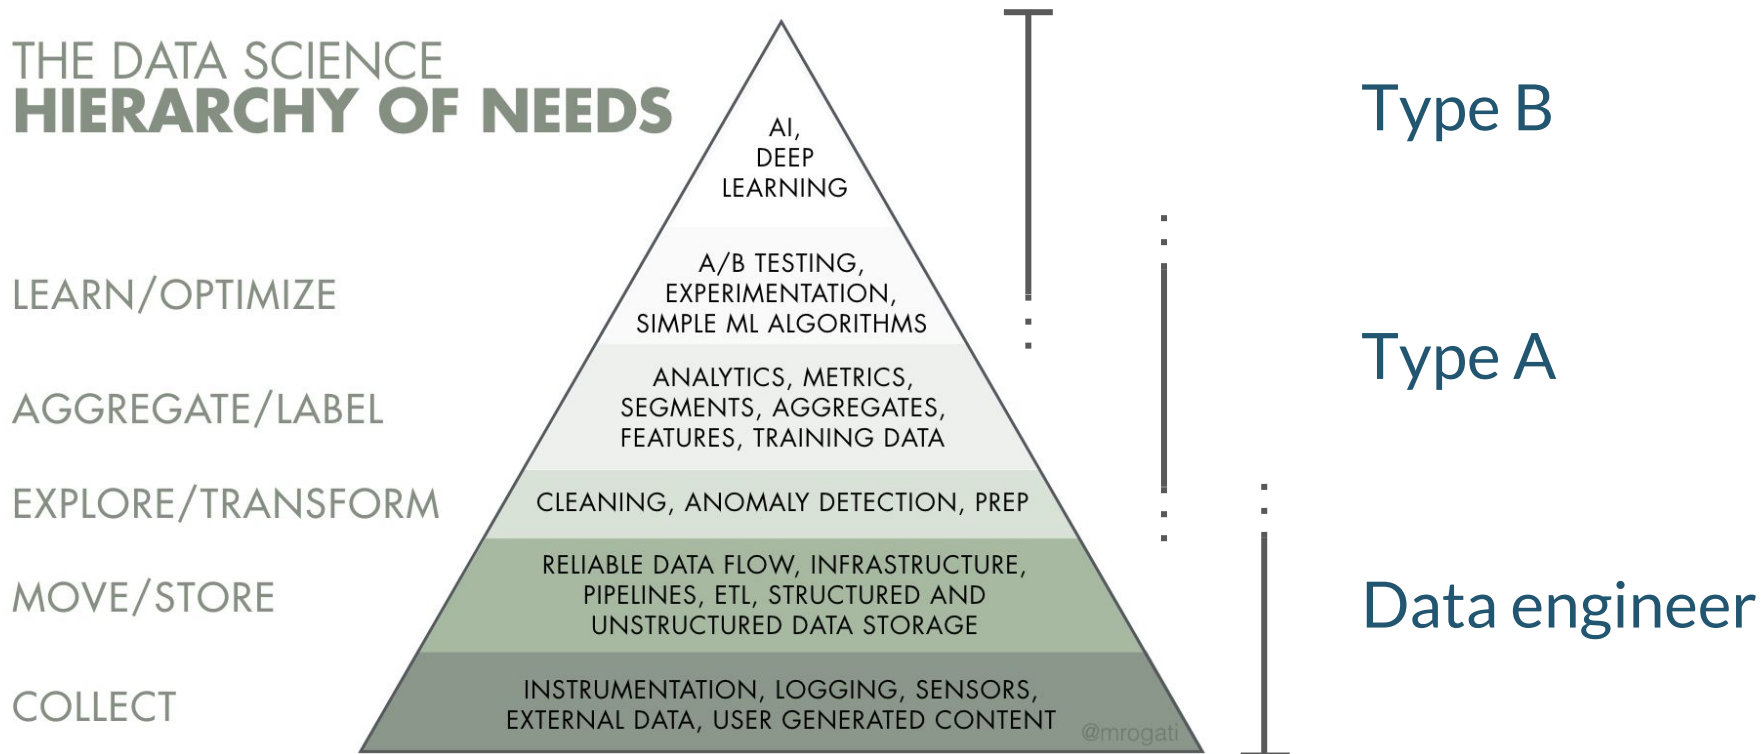 THE DATA SCIENCE
HIERARCHY OF NEEDS
AI,
DEEP
LEARNING
Type B
LEARN/OPTIMIZE
A/B TESTING,
EXPERIMENTATION,
SIMPLE ML ALGORITHMS
Type A
AGGREGATE/LABEL
ANALYTICS, METRICS,
SEGMENTS, AGGREGATES,
FEATURES, TRAINING DATA
EXPLORE/TRANSFORM
CLEANING, ANOMALY DETECTION, PREP
MOVE/STORE
RELIABLE DATA FLOW, INFRASTRUCTURE,
PIPELINES, ETL, STRUCTURED AND
UNSTRUCTURED DATA STORAGE
Data engineer
COLLECT
INSTRUMENTATION, LOGGING, SENSORS,
EXTERNAL DATA, USER GENERATED CONTENT
@mrogati